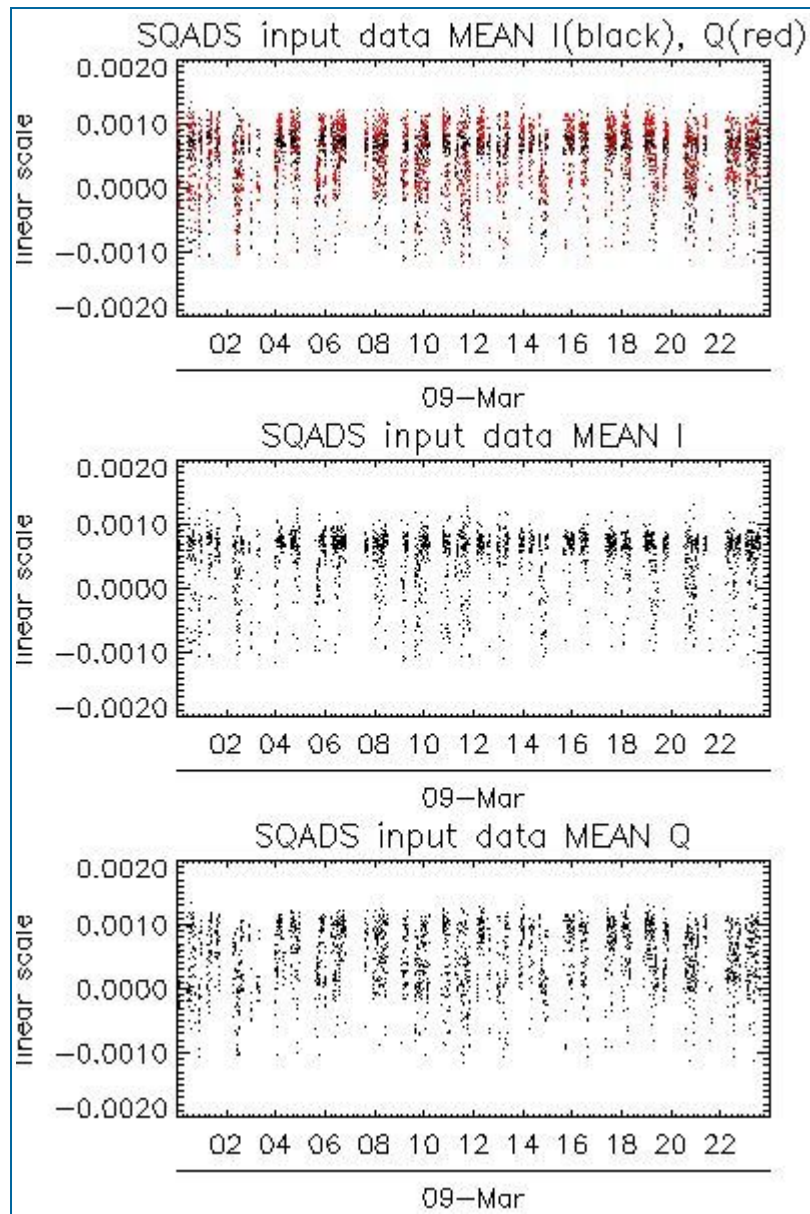 SQADS input data MEAN I(black), Q(red)
0.0020
0.0010
0.0000
−0.0010
−0.0020
linear scale
02 04 06 08 10 12 14 16 18 20 22
09−Mar
SQADS input data MEAN I
0.0020
0.0010
0.0000
−0.0010
−0.0020
linear scale
02 04 06 08 10 12 14 16 18 20 22
09−Mar
SQADS input data MEAN Q
0.0020
0.0010
0.0000
−0.0010
−0.0020
linear scale
02 04 06 08 10 12 14 16 18 20 22
09−Mar